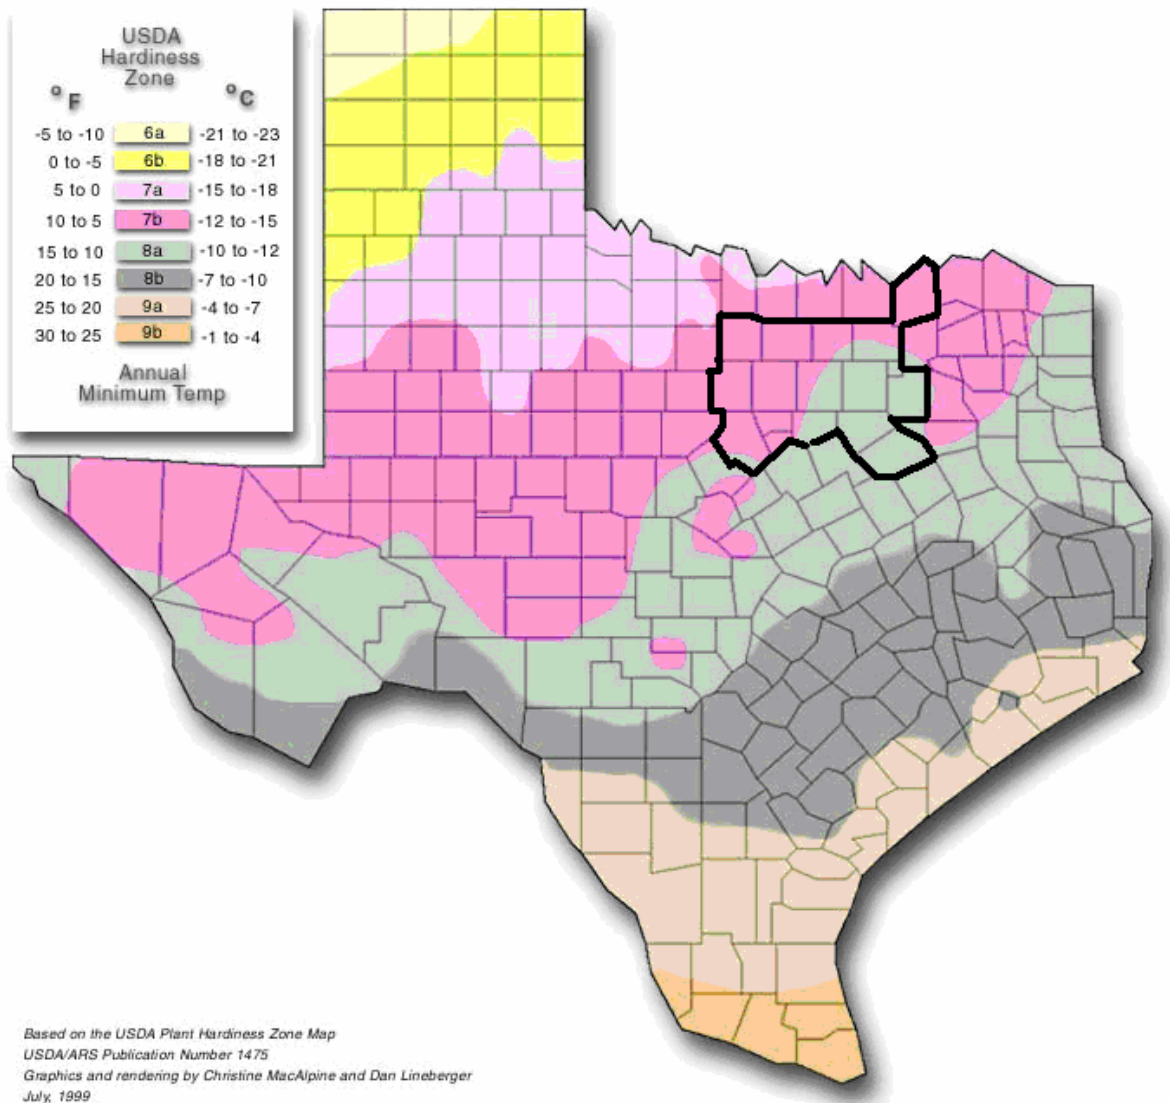 USDA
Hardiness
Zone
°F °C
-5 to -10 6a -21 to -23
0 to -5 6b -18 to -21
5 to 0 7a -15 to -18
10 to 5 7b -12 to -15
15 to 10 8a -10 to -12
20 to 15 8b -7 to -10
25 to 20 9a -4 to -7
30 to 25 9b -1 to -4
Annual
Minimum Temp
Based on the USDA Plant Hardiness Zone Map
USDA/ARS Publication Number 1475
Graphics and rendering by Christine MacAlpine and Dan Lineberger
July, 1999